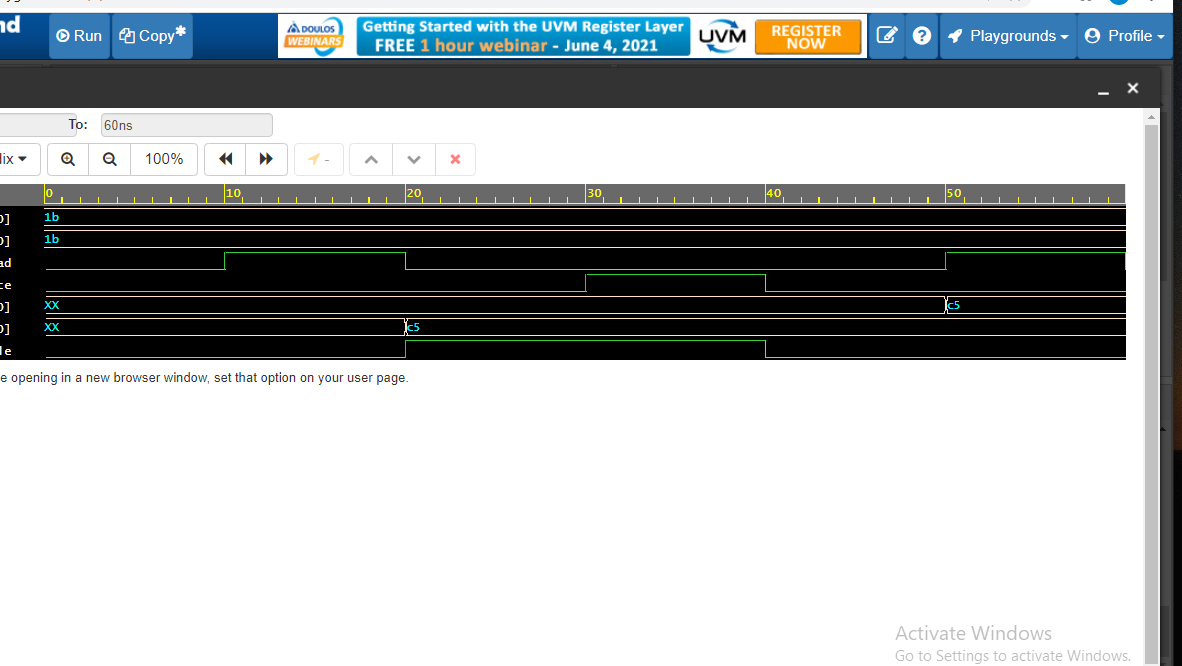 nd
Run
Copy*
DOULOS
WEBINARS
Getting Started with the UVM Register Layer
FREE 1 hour webinar - June 4, 2021
UVM
REGISTER
NOW
?
Playgrounds
Profile
To:
60ns
lix
100%
-
0 10 20 30 40 50
0] 1b
0] 1b
ad
te
0] XX c5
0] XX c5
le
e opening in a new browser window, set that option on your user page.
Activate Windows
Go to Settings to activate Windows.